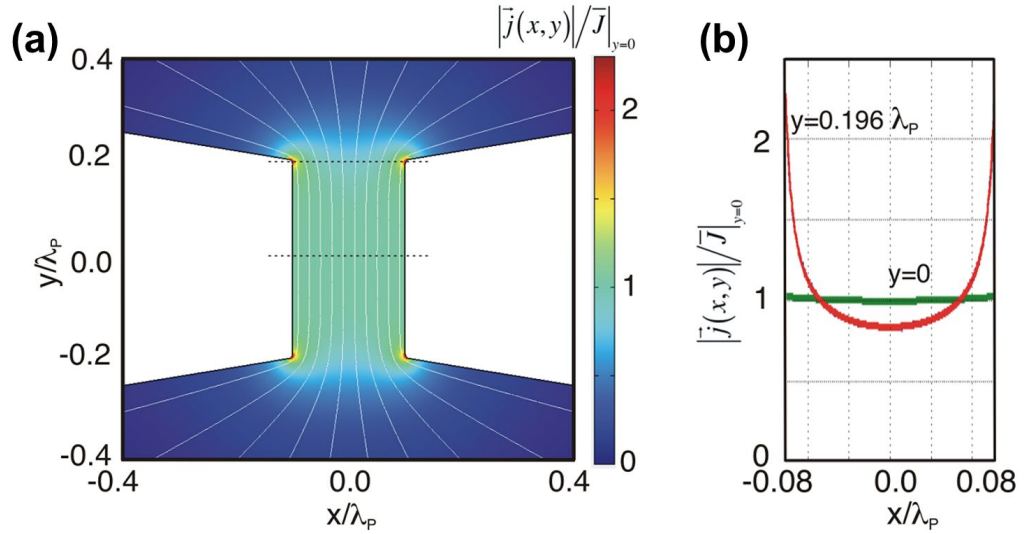 (a)
|j⃗(x,y)|/J̅|y=0
0.4
0.2
0.0
-0.2
-0.4
y/λP
-0.4
0.0
0.4
x/λP
2
1
0
(b)
y=0.196 λP
y=0
2
1
0
|j⃗(x,y)|/J̅|y=0
-0.08
0.0
0.08
x/λP